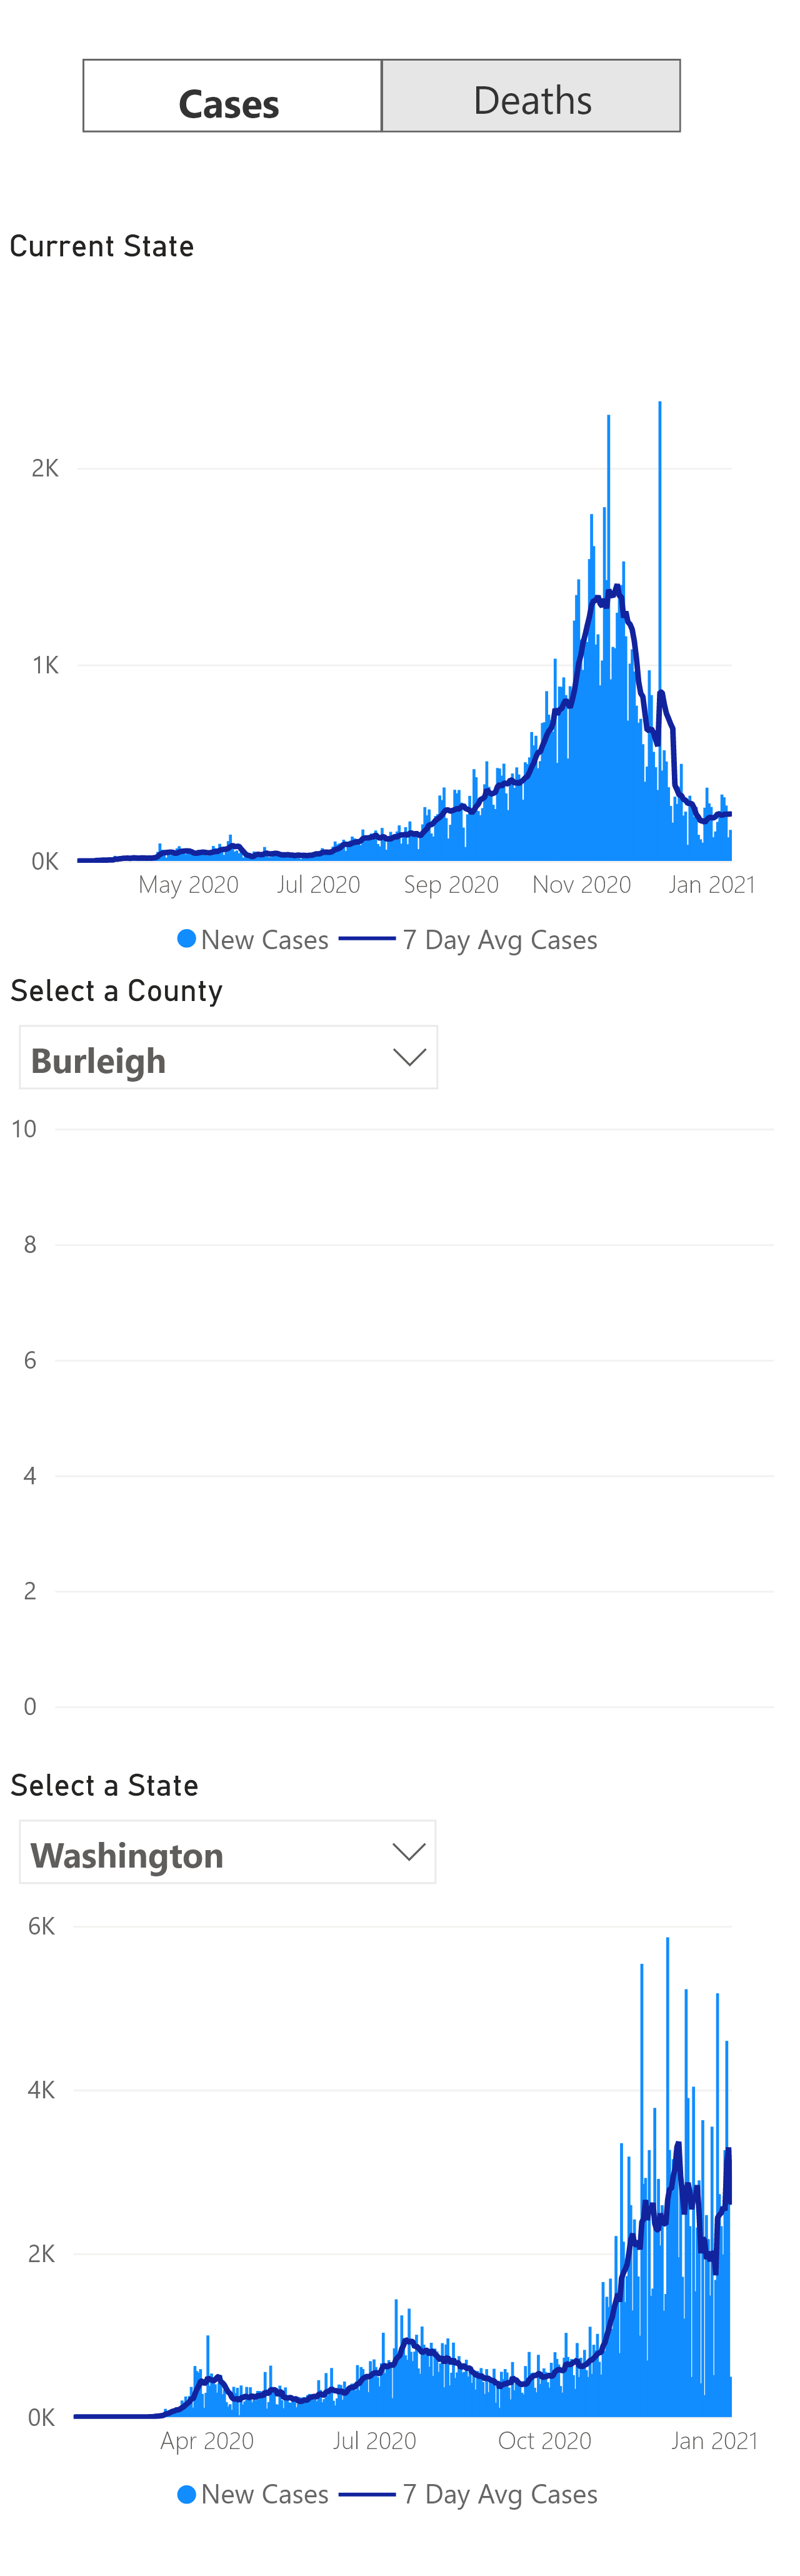 Cases Deaths
Current State
2K
1K
0K
May 2020 Jul 2020 Sep 2020 Nov 2020 Jan 2021
New Cases 7 Day Avg Cases
Select a County
Burleigh
10
8
6
4
2
0
Select a State
Washington
6K
4K
2K
0K
Apr 2020 Jul 2020 Oct 2020 Jan 2021
New Cases 7 Day Avg Cases